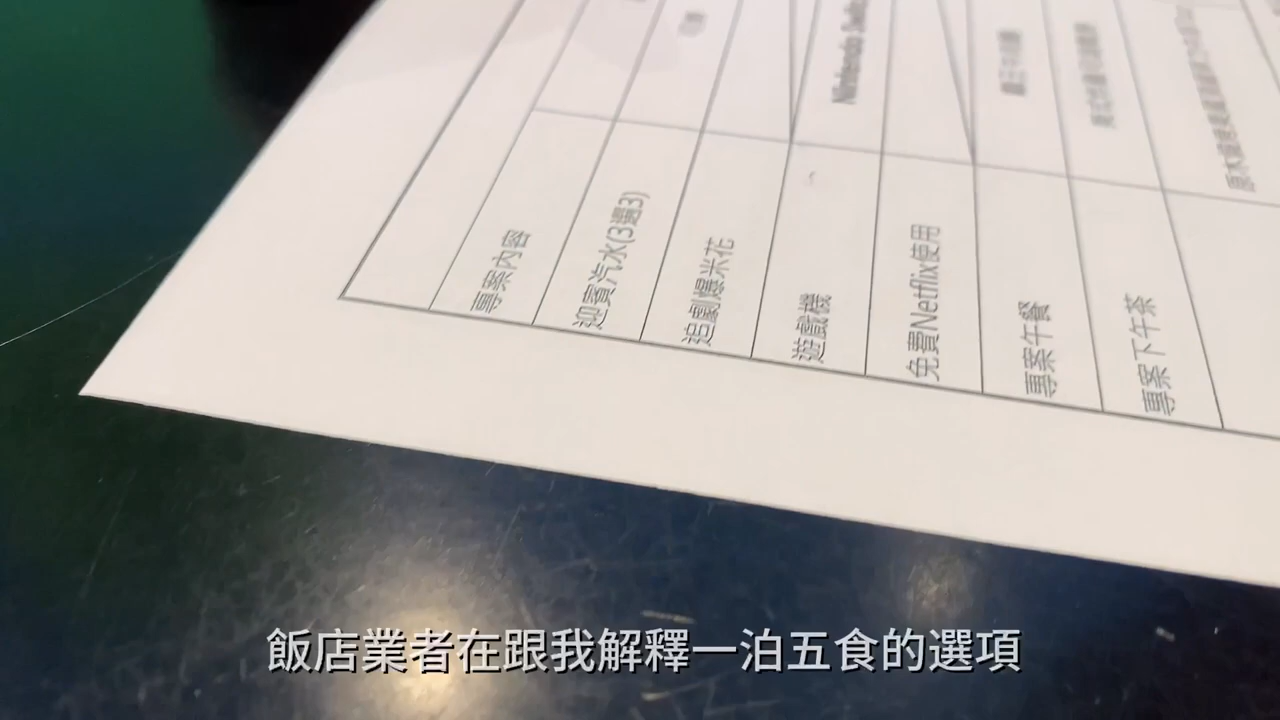 專案內容
迎賓汽水(3選3)
追劇爆米花
遊戲機
Nintendo Switch
免費Netflix使用
專案午餐
專案下午茶
飯店業者在跟我解釋一泊五食的選項